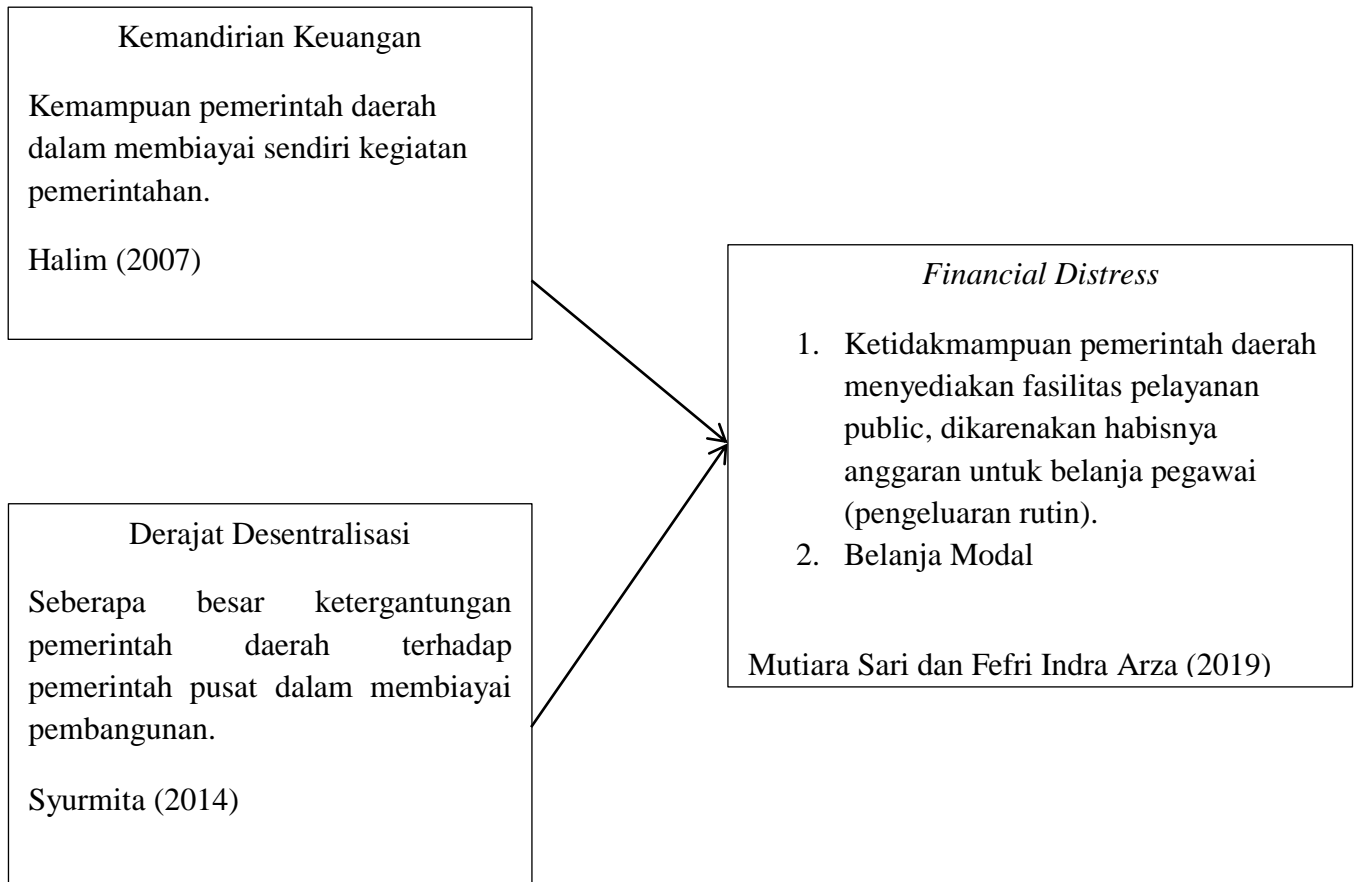 Kemandirian Keuangan
Kemampuan pemerintah daerah
dalam membiayai sendiri kegiatan
pemerintahan.
Halim (2007)
Derajat Desentralisasi
Seberapa besar ketergantungan
pemerintah daerah terhadap
pemerintah pusat dalam membiayai
pembangunan.
Syurmita (2014)
Financial Distress
1. Ketidakmampuan pemerintah daerah
menyediakan fasilitas pelayanan
public, dikarenakan habisnya
anggaran untuk belanja pegawai
(pengeluaran rutin).
2. Belanja Modal
Mutiara Sari dan Fefri Indra Arza (2019)